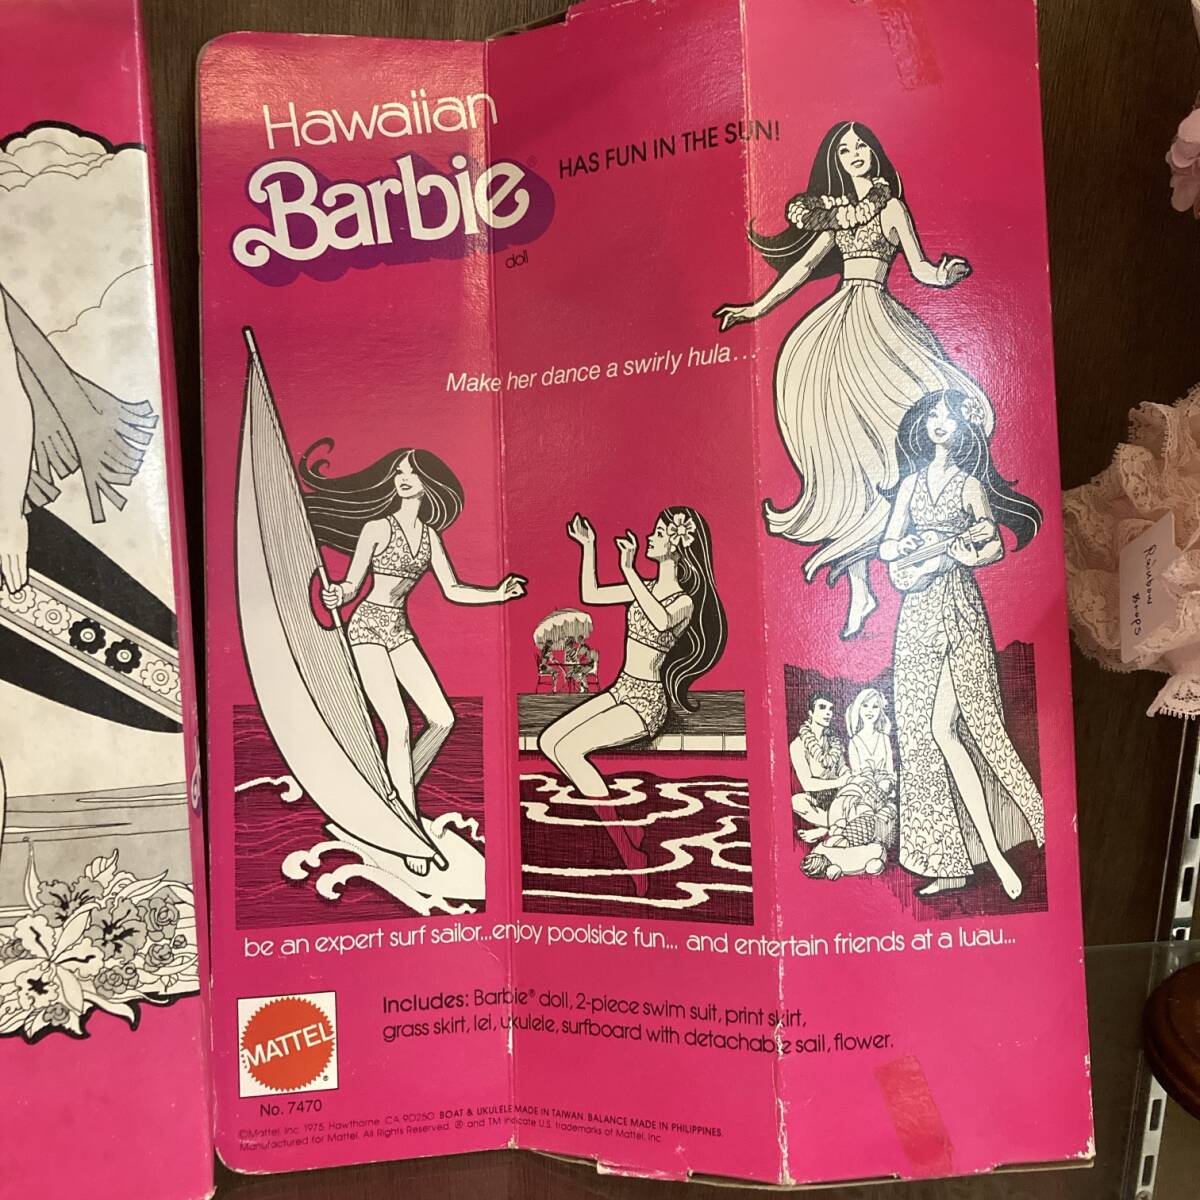 Hawaiian
Barbie®
doll
HAS FUN IN THE SUN!
Make her dance a swirly hula...
be an expert surf sailor...enjoy poolside fun... and entertain friends at a luau...
Includes: Barbie® doll, 2-piece swim suit, print skirt,
grass skirt, lei, ukulele, surfboard with detachable sail, flower.
MATTEL®
No. 7470
©Mattel, Inc. 1975 Hawthorne, CA 90250 BOAT & UKULELE MADE IN TAIWAN. BALANCE MADE IN PHILIPPINES.
Manufactured for Mattel. All Rights Reserved. ® and TM indicate U.S. trademarks of Mattel, Inc.